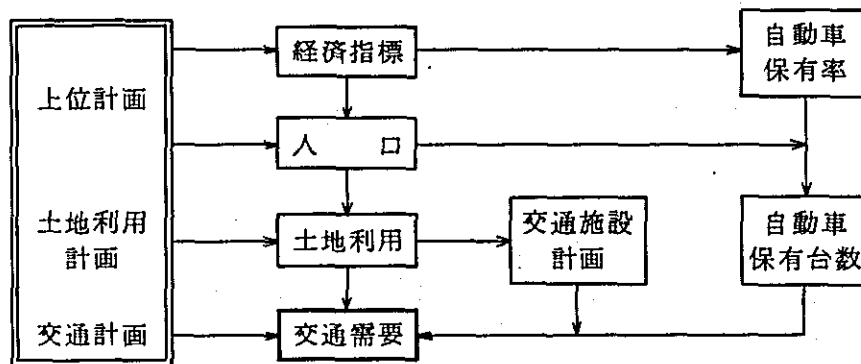 上位計画
土地利用
計画
交通計画
経済指標
人口
土地利用
交通需要
交通施設
計画
自動車
保有率
自動車
保有台数